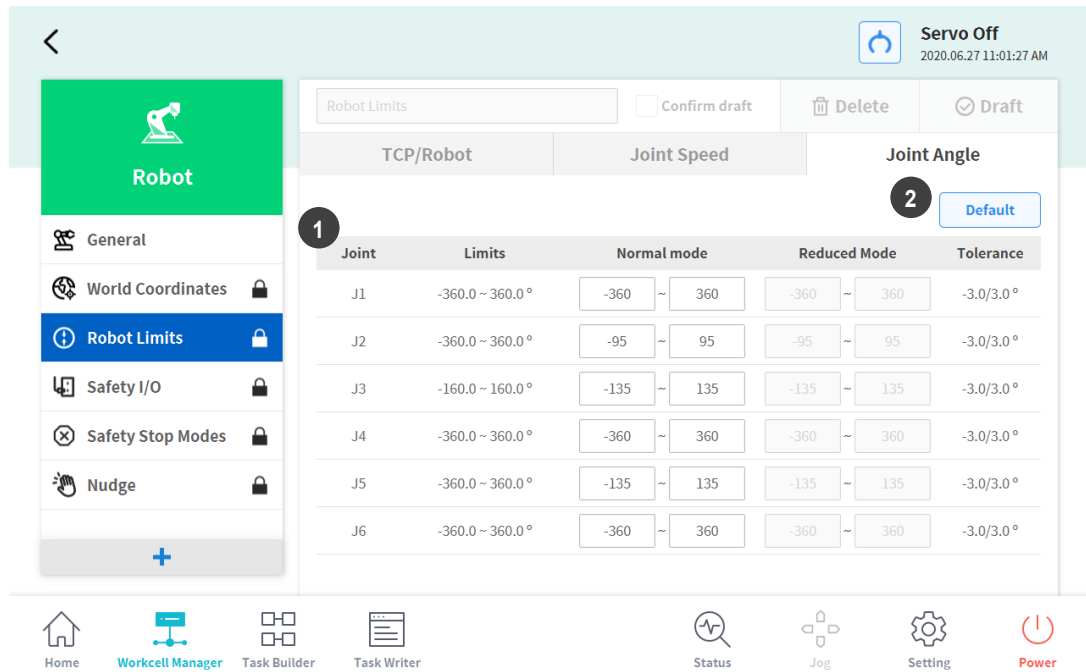 Servo Off
2020.06.27 11:01:27 AM
Robot
General
World Coordinates
Robot Limits
Safety I/O
Safety Stop Modes
Nudge
+
Robot Limits Confirm draft Delete Draft
TCP/Robot Joint Speed Joint Angle
2 Default
1
Joint Limits Normal mode Reduced Mode Tolerance
J1 -360.0 ~ 360.0 º -360 ~ 360 -360 ~ 360 -3.0/3.0 º
J2 -360.0 ~ 360.0 º -95 ~ 95 -95 ~ 95 -3.0/3.0 º
J3 -160.0 ~ 160.0 º -135 ~ 135 -135 ~ 135 -3.0/3.0 º
J4 -360.0 ~ 360.0 º -360 ~ 360 -360 ~ 360 -3.0/3.0 º
J5 -360.0 ~ 360.0 º -135 ~ 135 -135 ~ 135 -3.0/3.0 º
J6 -360.0 ~ 360.0 º -360 ~ 360 -360 ~ 360 -3.0/3.0 º
Home Workcell Manager Task Builder Task Writer Status Jog Setting Power